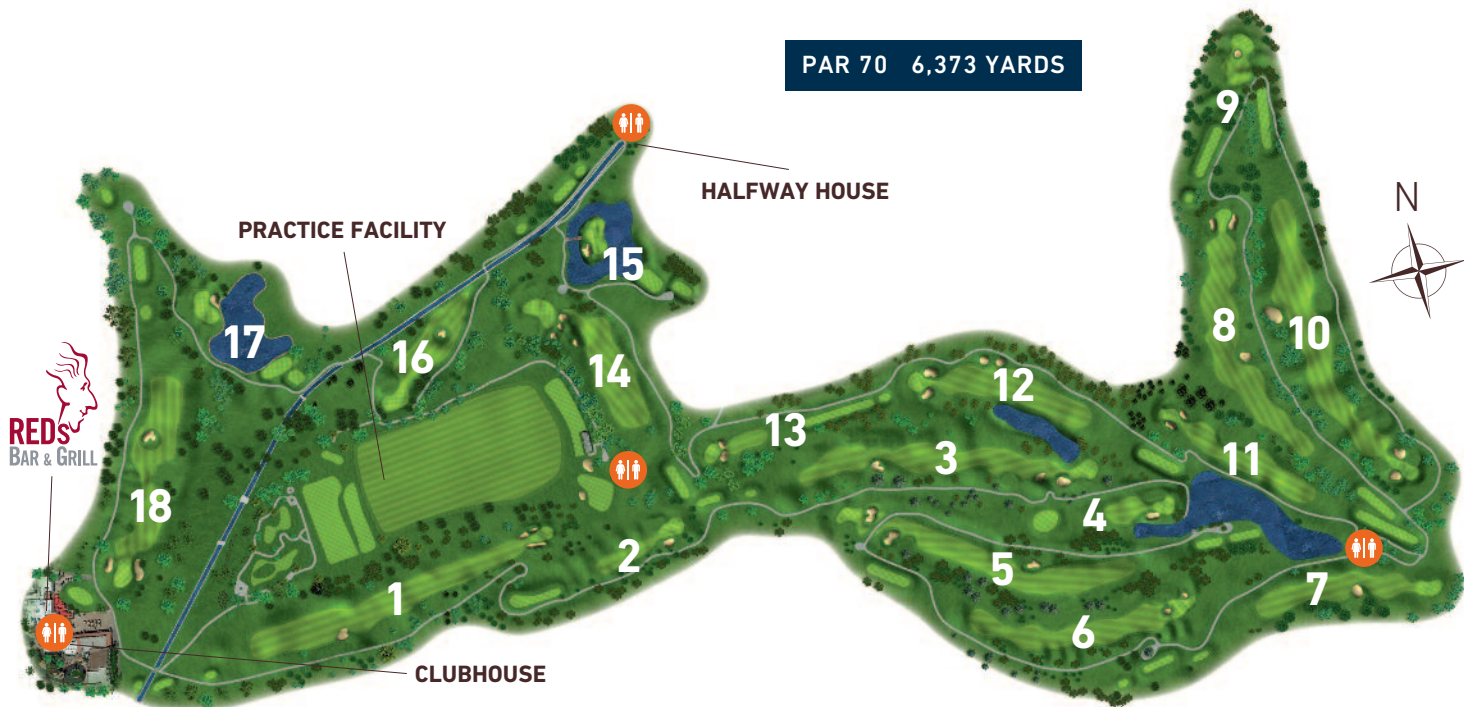 PAR 70 6,373 YARDS
9
HALFWAY HOUSE
N
PRACTICE FACILITY
15
17
8
10
16
14
12
REDs
BAR & GRILL
13
3
11
18
4
2
5
7
1
6
CLUBHOUSE